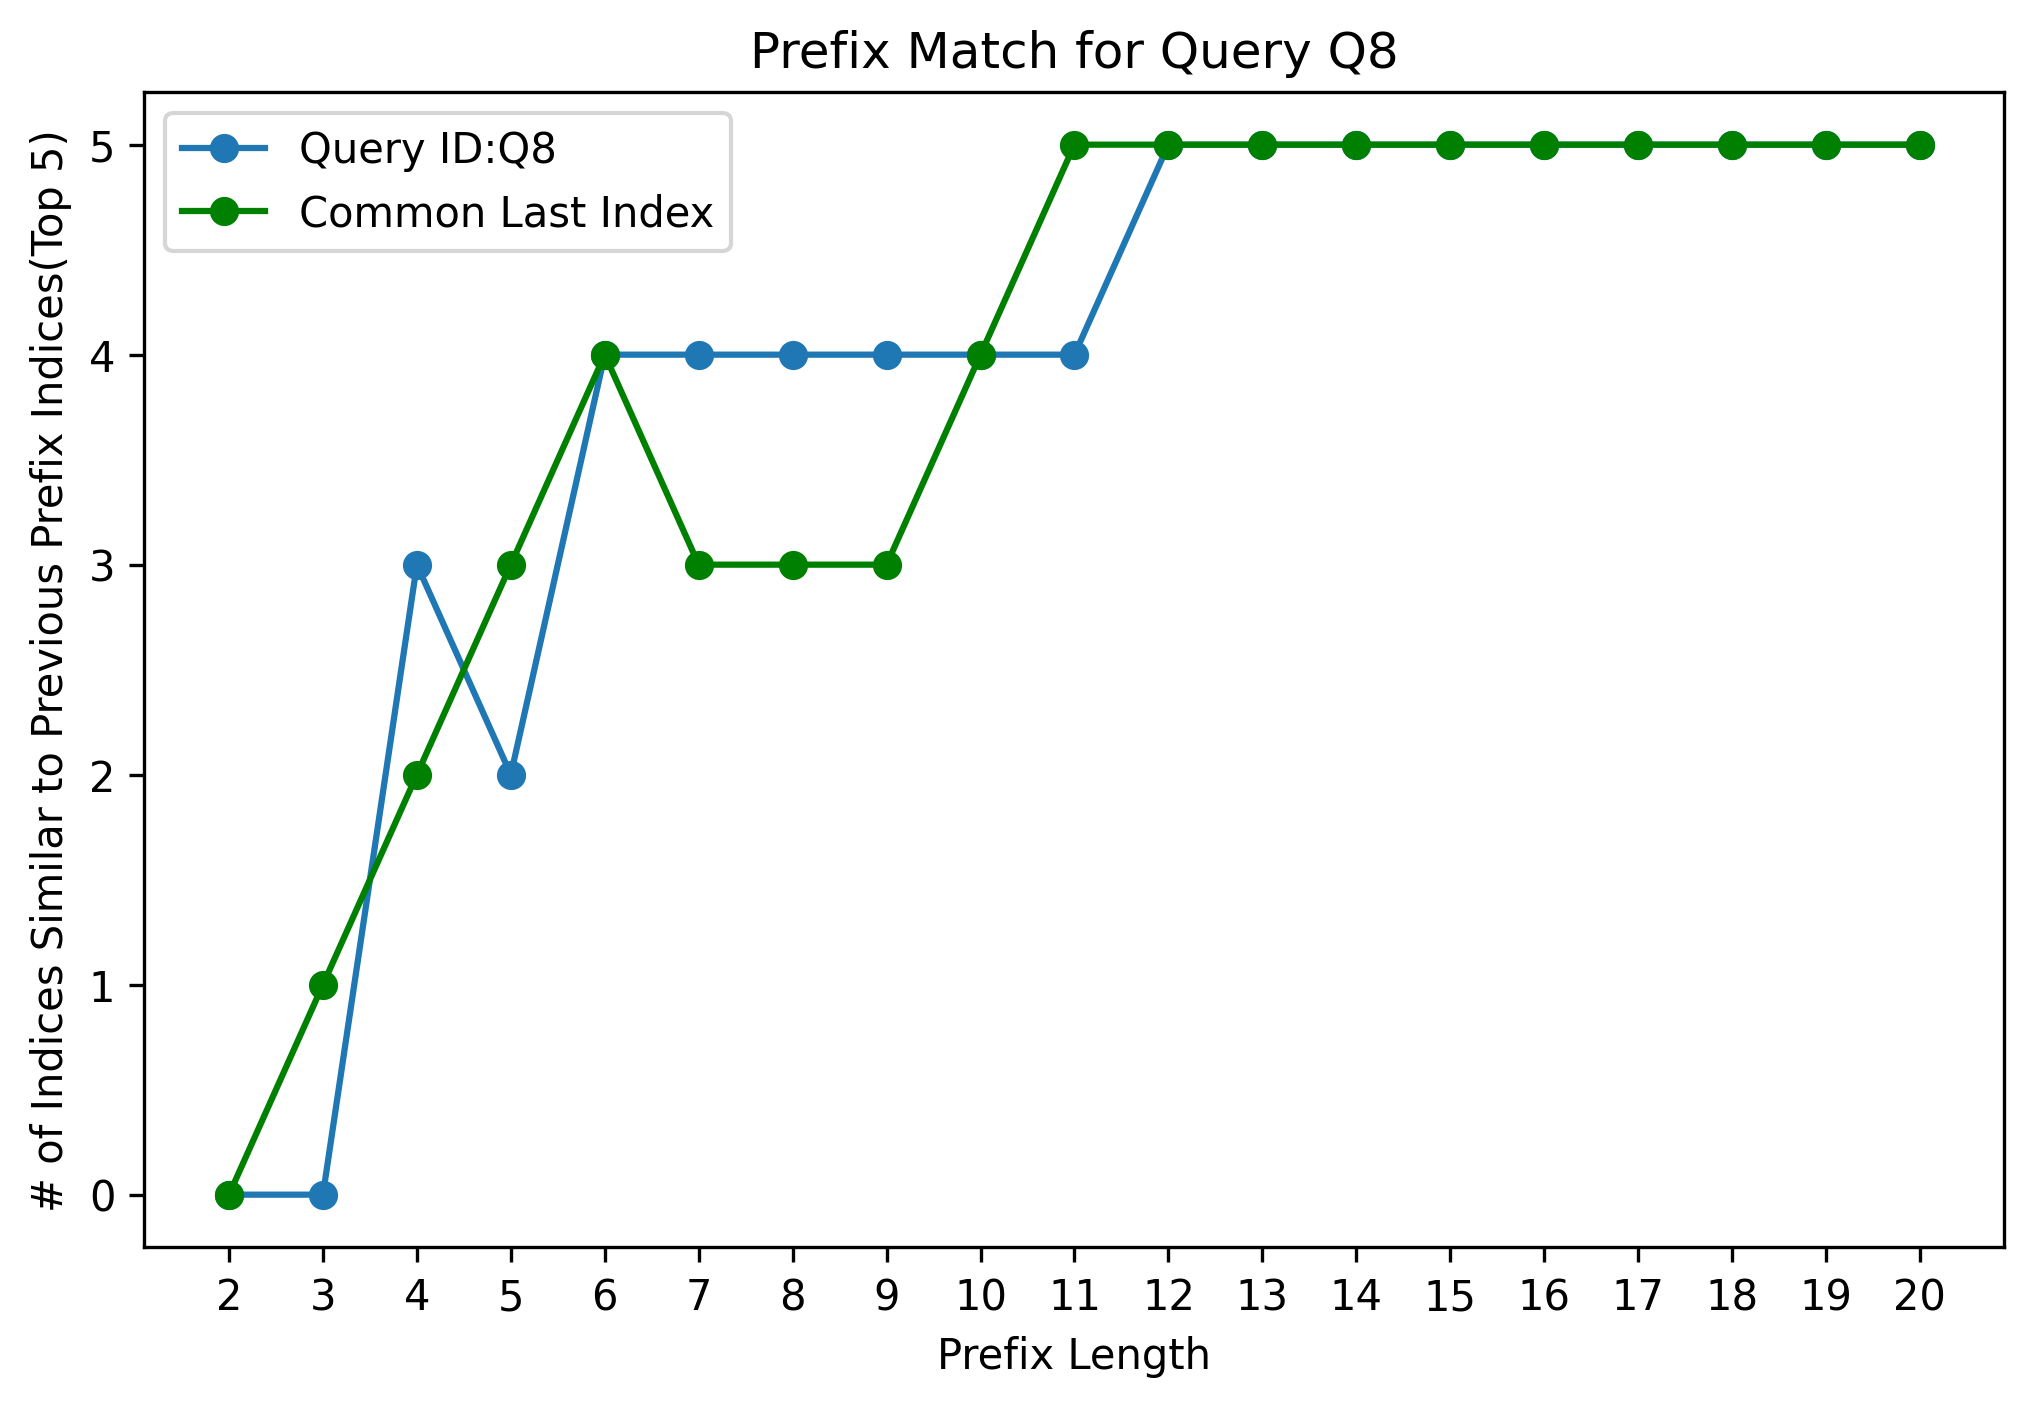 Prefix Match for Query Q8
Query ID:Q8
Common Last Index
# of Indices Similar to Previous Prefix Indices(Top 5)
5
4
3
2
1
0
2 3 4 5 6 7 8 9 10 11 12 13 14 15 16 17 18 19 20
Prefix Length